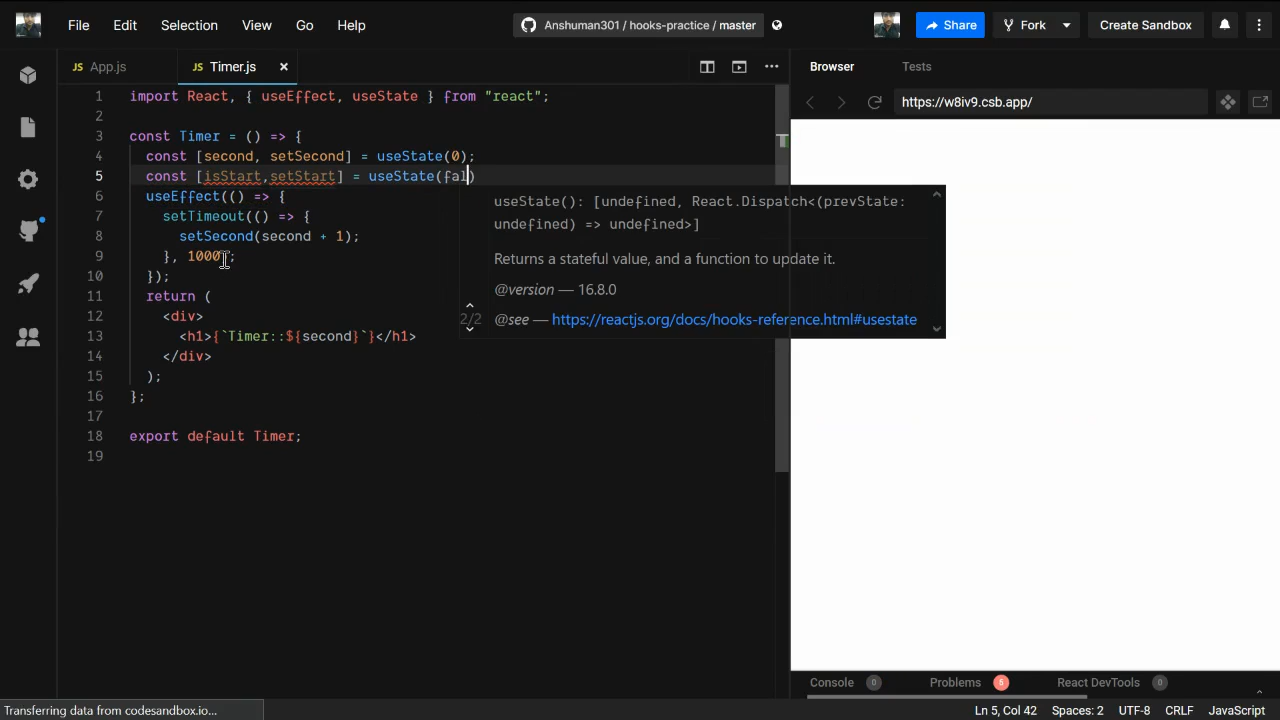 File Edit Selection View Go Help
Anshuman301 / hooks-practice / master
Share Fork Create Sandbox
JS App.js JS Timer.js
Browser Tests
https://w8iv9.csb.app/
1 import React, { useEffect, useState } from "react";
2
3 const Timer = () => {
4 const [second, setSecond] = useState(0);
5 const [isStart,setStart] = useState(fal)
6 useEffect(() => {
7 setTimeout(() => {
8 setSecond(second + 1);
9 }, 1000);
10 });
11 return (
12 <div>
13 <h1>{`Timer::${second}`}</h1>
14 </div>
15 );
16 };
17
18 export default Timer;
19
useState(): [undefined, React.Dispatch<(prevState:
undefined) => undefined>]
Returns a stateful value, and a function to update it.
@version — 16.8.0
2/2
@see — https://reactjs.org/docs/hooks-reference.html#usestate
Console 0 Problems 5 React DevTools 0
Transferring data from codesandbox.io...
Ln 5, Col 42 Spaces: 2 UTF-8 CRLF JavaScript